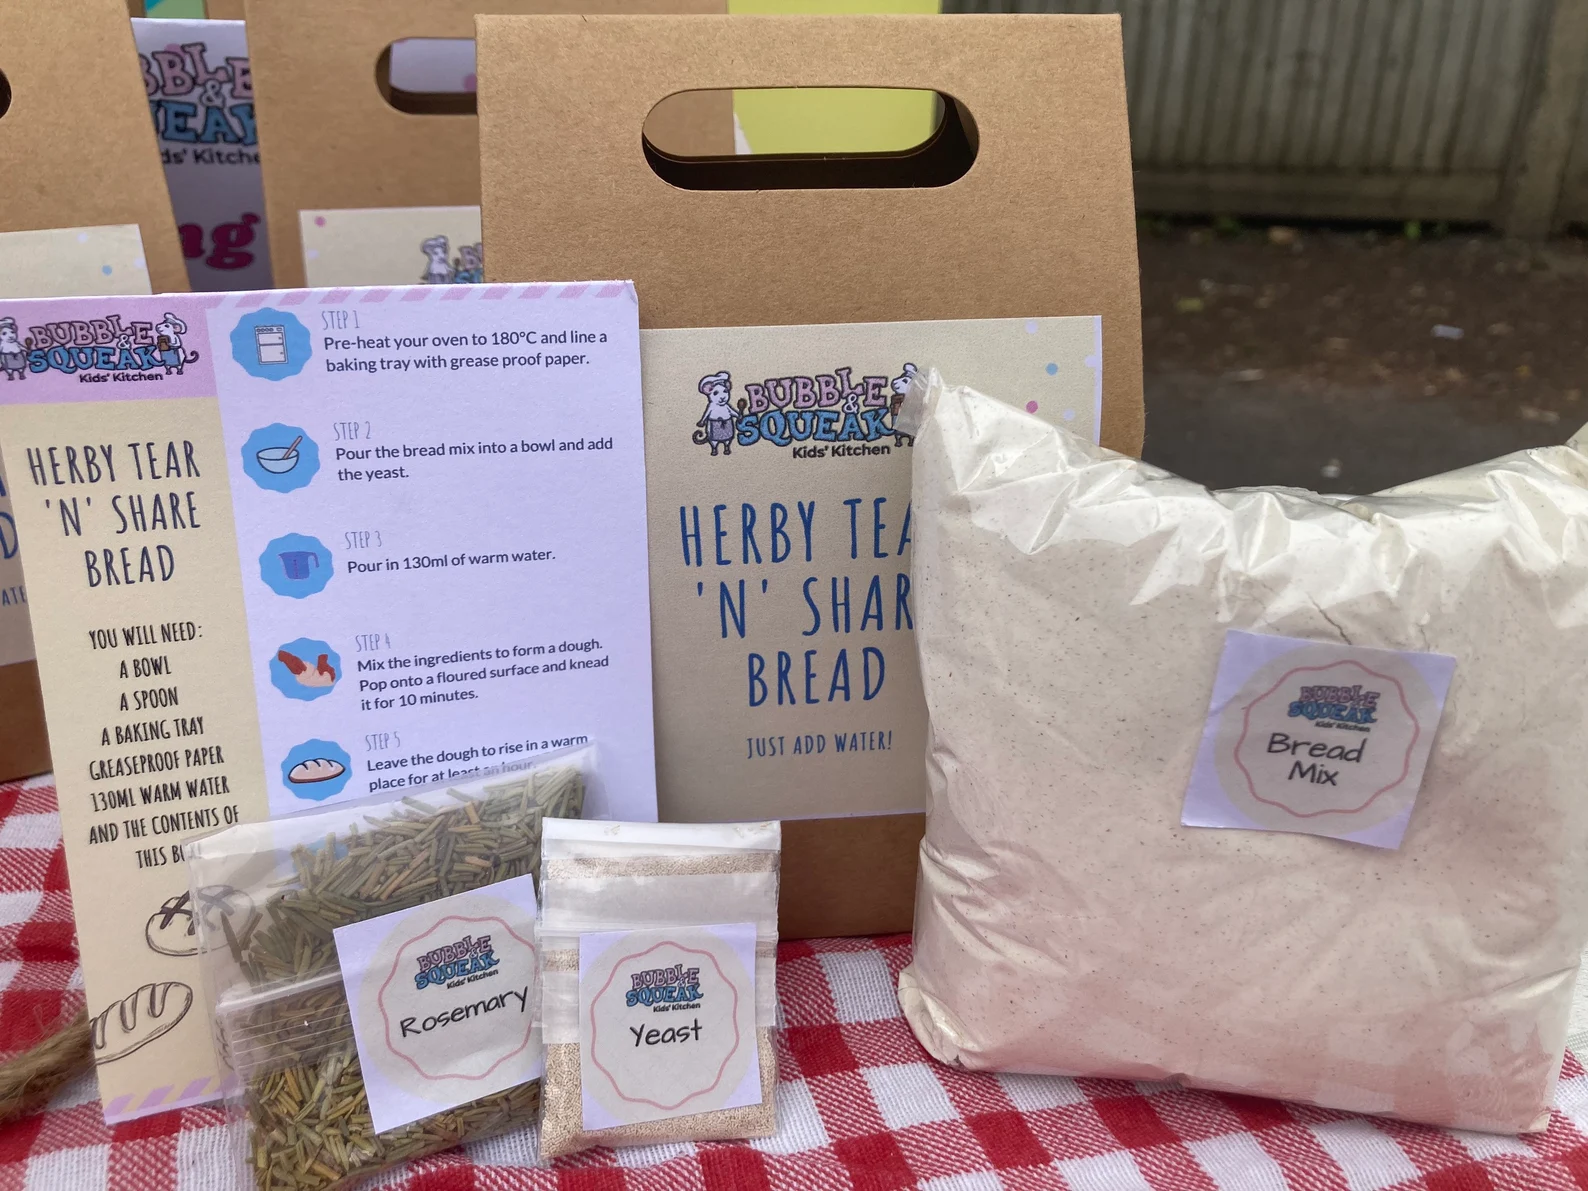 BUBBLE
&
SQUEAK
Kids' Kitchen
HERBY TEAR
'N' SHARE
BREAD
YOU WILL NEED:
A BOWL
A SPOON
A BAKING TRAY
GREASEPROOF PAPER
130ML WARM WATER
AND THE CONTENTS OF
THIS
STEP 1
Pre-heat your oven to 180°C and line a
baking tray with grease proof paper.
STEP 2
Pour the bread mix into a bowl and add
the yeast.
STEP 3
Pour in 130ml of warm water.
STEP 4
Mix the ingredients to form a dough.
Pop onto a floured surface and knead
it for 10 minutes.
STEP 5
Leave the dough to rise in a warm
place for at least an hour.
BUBBLE
&
SQUEAK
Kids' Kitchen
HERBY TEA
'N' SHAR
BREAD
JUST ADD WATER!
BUBBLE
&
SQUEAK
Kids' Kitchen
Rosemary
BUBBLE
&
SQUEAK
Kids' Kitchen
Yeast
BUBBLE
&
SQUEAK
Kids' Kitchen
Bread
Mix